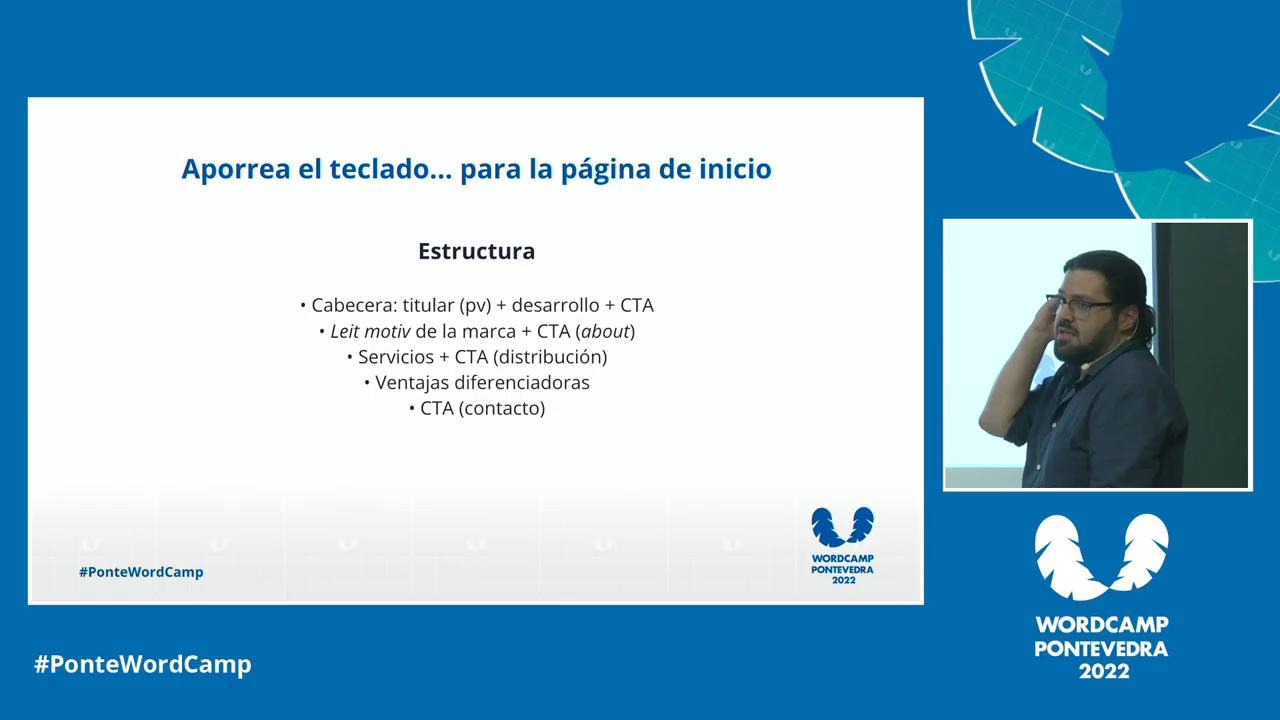 Aporrea el teclado... para la página de inicio
Estructura
• Cabecera: titular (pv) + desarrollo + CTA
• Leit motiv de la marca + CTA (about)
• Servicios + CTA (distribución)
• Ventajas diferenciadoras
• CTA (contacto)
#PonteWordCamp
WORDCAMP
PONTEVEDRA
2022
#PonteWordCamp
WORDCAMP
PONTEVEDRA
2022